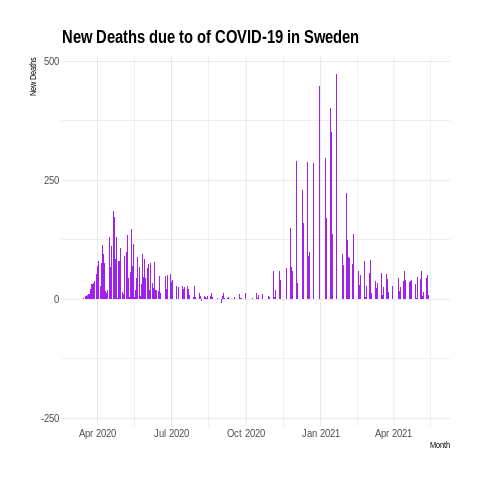 New Deaths due to of COVID-19 in Sweden
New Deaths
500
250
0
-250
Apr 2020 Jul 2020 Oct 2020 Jan 2021 Apr 2021
Month